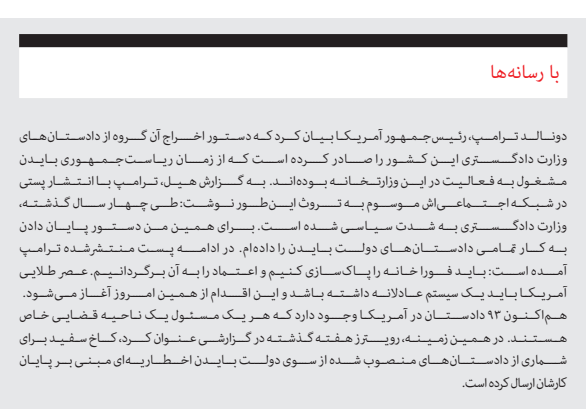 با رسانه‌ها
دونالد ترامپ، رئیس‌جمهور آمریکا بیان کرد که دستور اخراج آن گروه از دادستان‌های
وزارت دادگستری این کشور را صادر کرده است که از زمان ریاست‌جمهوری بایدن
مشغول به فعالیت در این وزارتخانه بوده‌اند. به گزارش هیل، ترامپ با انتشار پستی
در شبکه اجتماعی‌اش موسوم به تروث این‌طور نوشت: طی چهار سال گذشته،
وزارت دادگستری به شدت سیاسی شده است. برای همین من دستور پایان دادن
به کار تمامی دادستان‌های دولت بایدن را داده‌ام. در ادامه پست منتشرشده ترامپ
آمده است: باید فورا خانه را پاک‌سازی کنیم و اعتماد را به آن برگردانیم. عصر طلایی
آمریکا باید یک سیستم عادلانه داشته باشد و این اقدام از همین امروز آغاز می‌شود.
هم‌اکنون ۹۳ دادستان در آمریکا وجود دارد که هر یک مسئول یک ناحیه قضایی خاص
هستند. در همین زمینه، رویترز هفته گذشته در گزارشی عنوان کرد، کاخ سفید برای
شماری از دادستان‌های منصوب شده از سوی دولت بایدن اخطاریه‌ای مبنی بر پایان
کارشان ارسال کرده است.